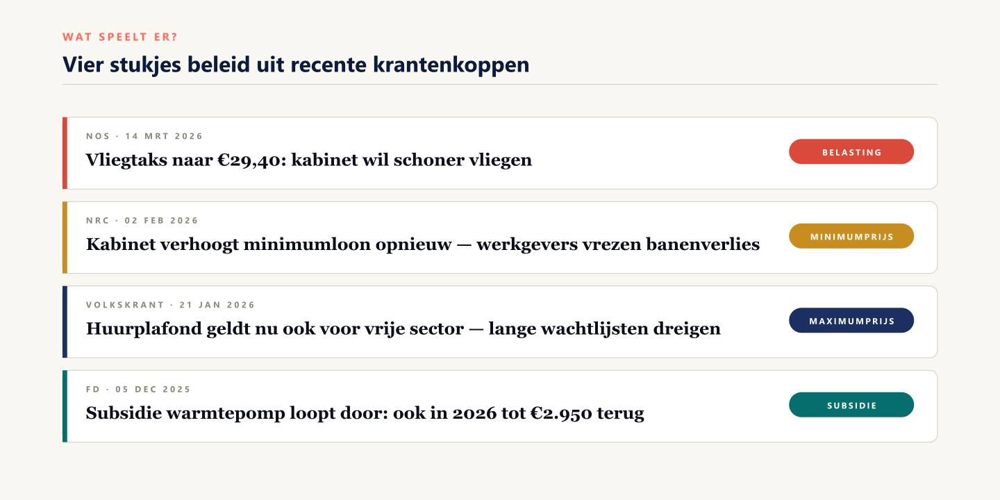 WAT SPEELT ER?
Vier stukjes beleid uit recente krantenkoppen
NOS · 14 MRT 2026
Vliegtaks naar €29,40: kabinet wil schoner vliegen
BELASTING
NRC · 02 FEB 2026
Kabinet verhoogt minimumloon opnieuw — werkgevers vrezen banenverlies
MINIMUMPRIJS
VOLKSKRANT · 21 JAN 2026
Huurplafond geldt nu ook voor vrije sector — lange wachtlijsten dreigen
MAXIMUMPRIJS
FD · 05 DEC 2025
Subsidie warmtepomp loopt door: ook in 2026 tot €2.950 terug
SUBSIDIE